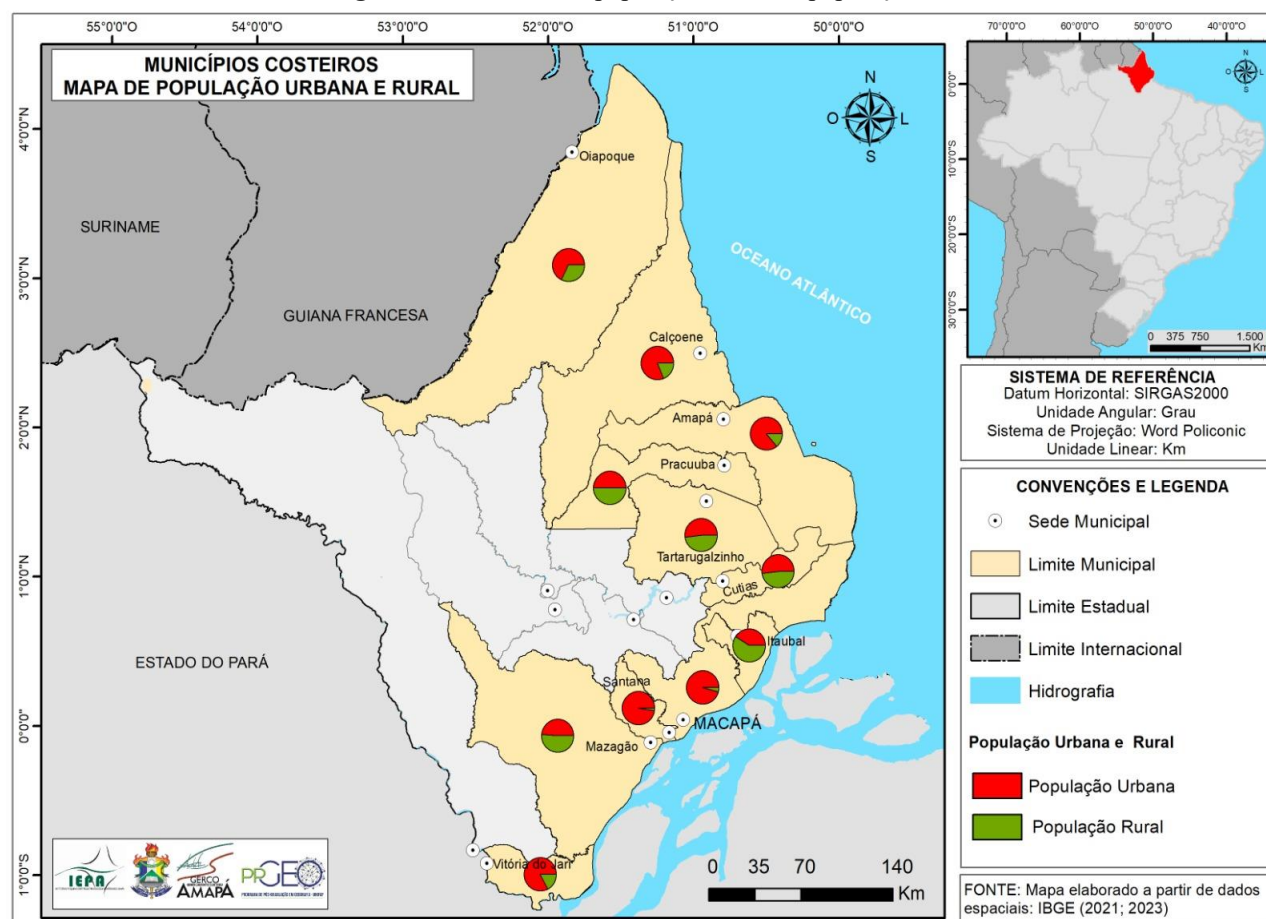 55°0'0"O
54°0'0"O
53°0'0"O
52°0'0"O
51°0'0"O
50°0'0"O
MUNICÍPIOS COSTEIROS
MAPA DE POPULAÇÃO URBANA E RURAL
4°0'0"N
3°0'0"N
2°0'0"N
1°0'0"N
0°0'0"
1°0'0"S
N
O
L
S
Oiapoque
SURINAME
GUIANA FRANCESA
OCEANO ATLÂNTICO
Calçoene
Amapá
Pracuuba
Tartarugalzinho
Cutias
Itaubal
ESTADO DO PARÁ
Santana
MACAPÁ
Mazagão
Vitória do Jari
IEPA
GERCO
AMAPÁ
PPGEO
0 35 70 140
Km
70°0'0"O
60°0'0"O
50°0'0"O
40°0'0"O
0°0'0"
10°0'0"S
20°0'0"S
30°0'0"S
N
O
L
S
0 375 750 1.500
Km
SISTEMA DE REFERÊNCIA
Datum Horizontal: SIRGAS2000
Unidade Angular: Grau
Sistema de Projeção: Word Policonic
Unidade Linear: Km
CONVENÇÕES E LEGENDA
Sede Municipal
Limite Municipal
Limite Estadual
Limite Internacional
Hidrografia
População Urbana e Rural
População Urbana
População Rural
FONTE: Mapa elaborado a partir de dados
espaciais: IBGE (2021; 2023)